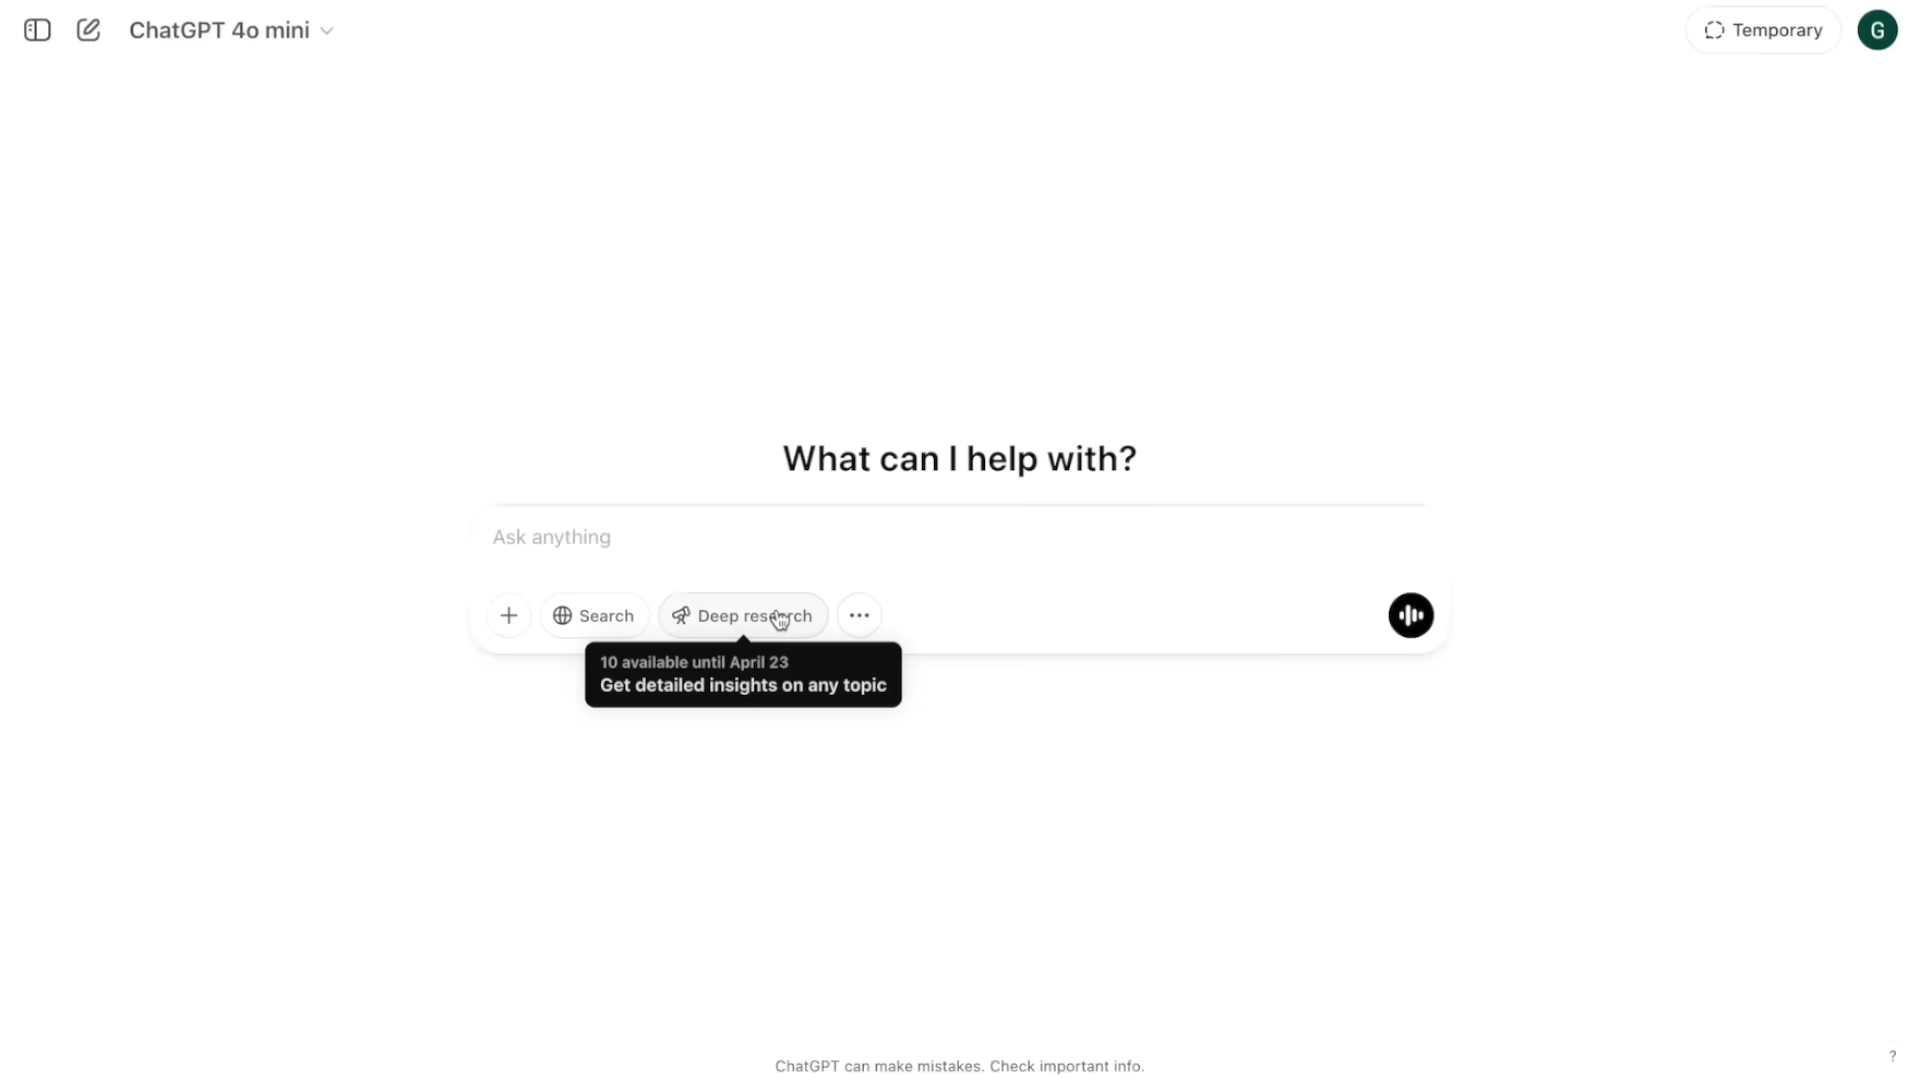 ChatGPT 4o mini
Temporary
G
What can I help with?
Ask anything
Search
Deep research
10 available until April 23
Get detailed insights on any topic
ChatGPT can make mistakes. Check important info.
?